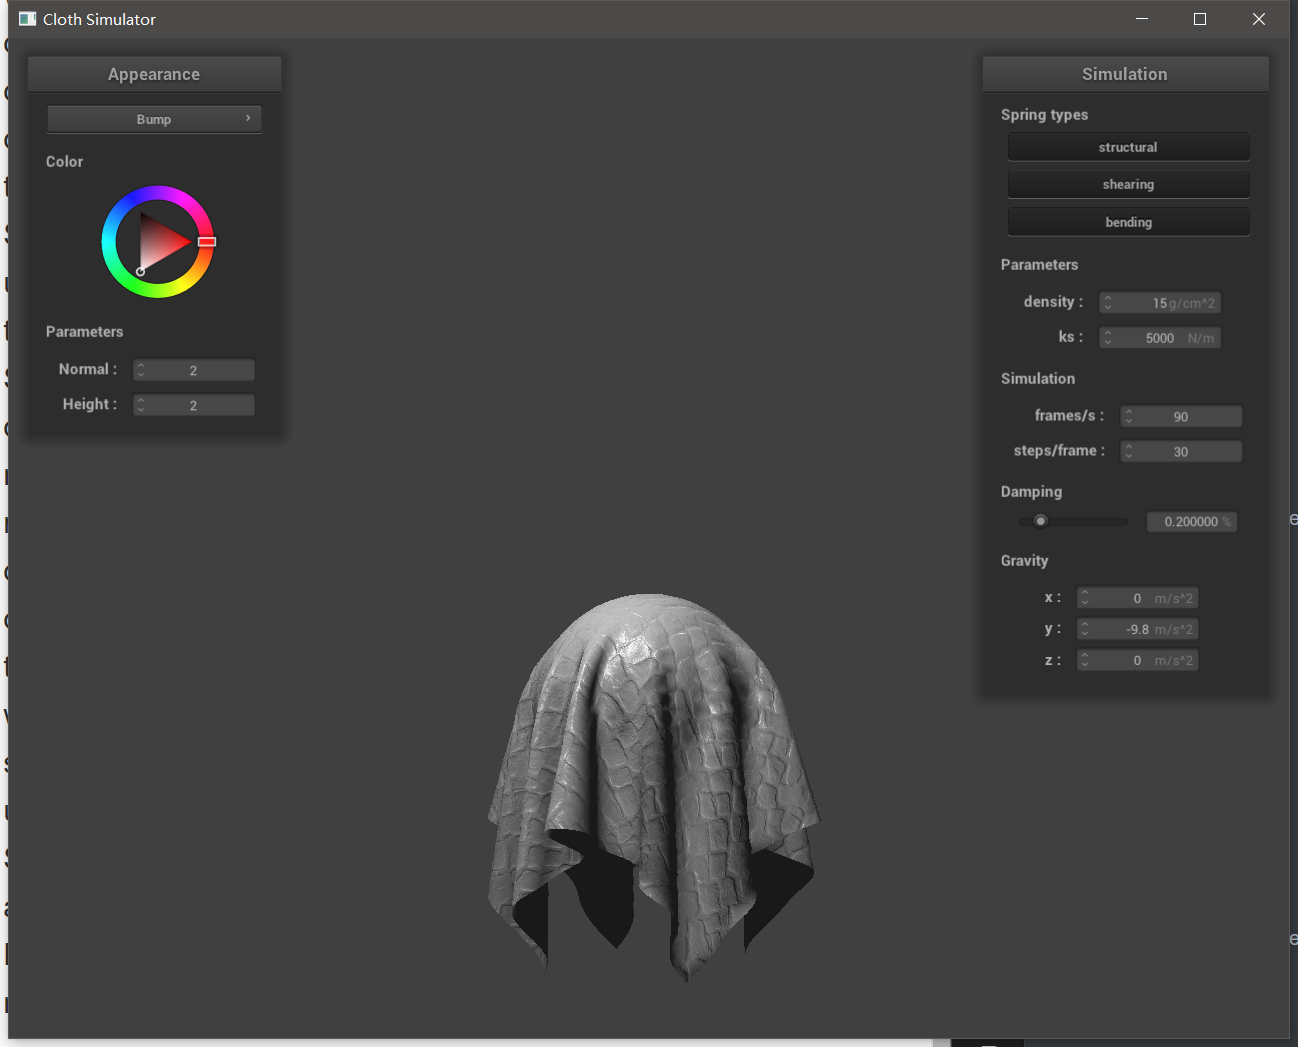 Cloth Simulator
Appearance
Bump
Color
Parameters
Normal : 2
Height : 2
Simulation
Spring types
structural
shearing
bending
Parameters
density : 15 g/cm^2
ks : 5000 N/m
Simulation
frames/s : 90
steps/frame : 30
Damping
0.200000 %
Gravity
x : 0 m/s^2
y : -9.8 m/s^2
z : 0 m/s^2